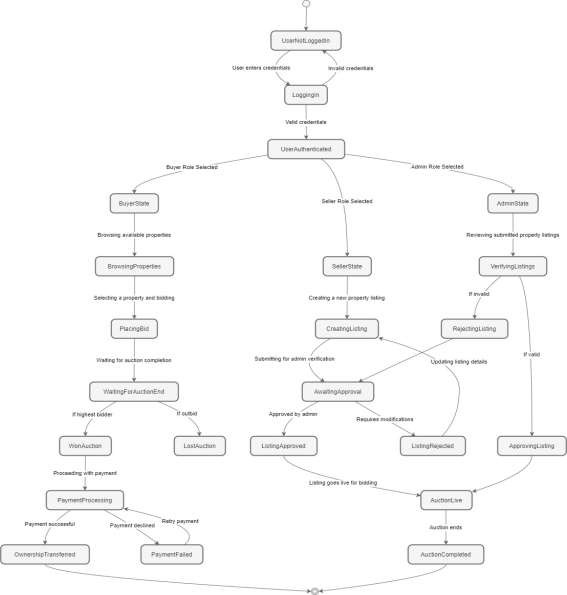 UserNotLoggedIn
User enters credentials
Invalid credentials
LoggingIn
Valid credentials
UserAuthenticated
Buyer Role Selected
Admin Role Selected
Seller Role Selected
BuyerState
AdminState
Browsing available properties
Reviewing submitted property listings
BrowsingProperties
SellerState
VerifyingListings
Selecting a property and bidding
Creating a new property listing
If invalid
PlacingBid
CreatingListing
RejectingListing
Waiting for auction completion
Submitting for admin verification
Updating listing details
If valid
WaitingForAuctionEnd
AwaitingApproval
If highest bidder
If outbid
Approved by admin
Requires modifications
WonAuction
LostAuction
ListingApproved
ListingRejected
ApprovingListing
Proceeding with payment
Listing goes live for bidding
PaymentProcessing
AuctionLive
Payment successful
Payment declined
Retry payment
Auction ends
OwnershipTransferred
PaymentFailed
AuctionCompleted